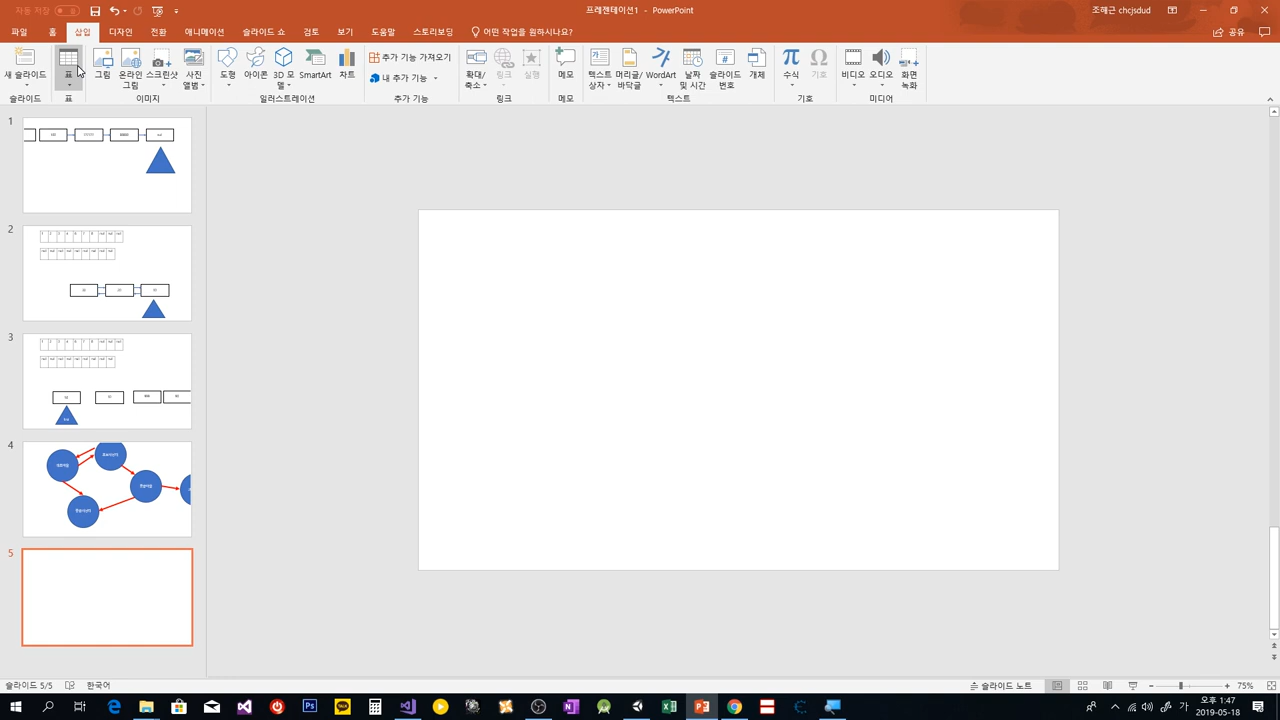 자동 저장
프레젠테이션1 - PowerPoint
조해근 chcjsdud
파일 홈 삽입 디자인 전환 애니메이션 슬라이드 쇼 검토 보기 도움말 스토리보딩 어떤 작업을 원하시나요?
공유
새 슬라이드
표
그림
온라인 그림
스크린샷
사진 앨범
도형
아이콘
3D 모델
SmartArt
차트
추가 기능 가져오기
내 추가 기능
확대/축소
링크
실행
메모
텍스트 상자
머리글/바닥글
WordArt
날짜 및 시간
슬라이드 번호
개체
수식
기호
비디오
오디오
화면 녹화
슬라이드 표 이미지 일러스트레이션 추가 기능 링크 메모 텍스트 기호 미디어
1
2
3
4
5
슬라이드 5/5 한국어
슬라이드 노트
75%
가
오후 1:47
2019-05-18